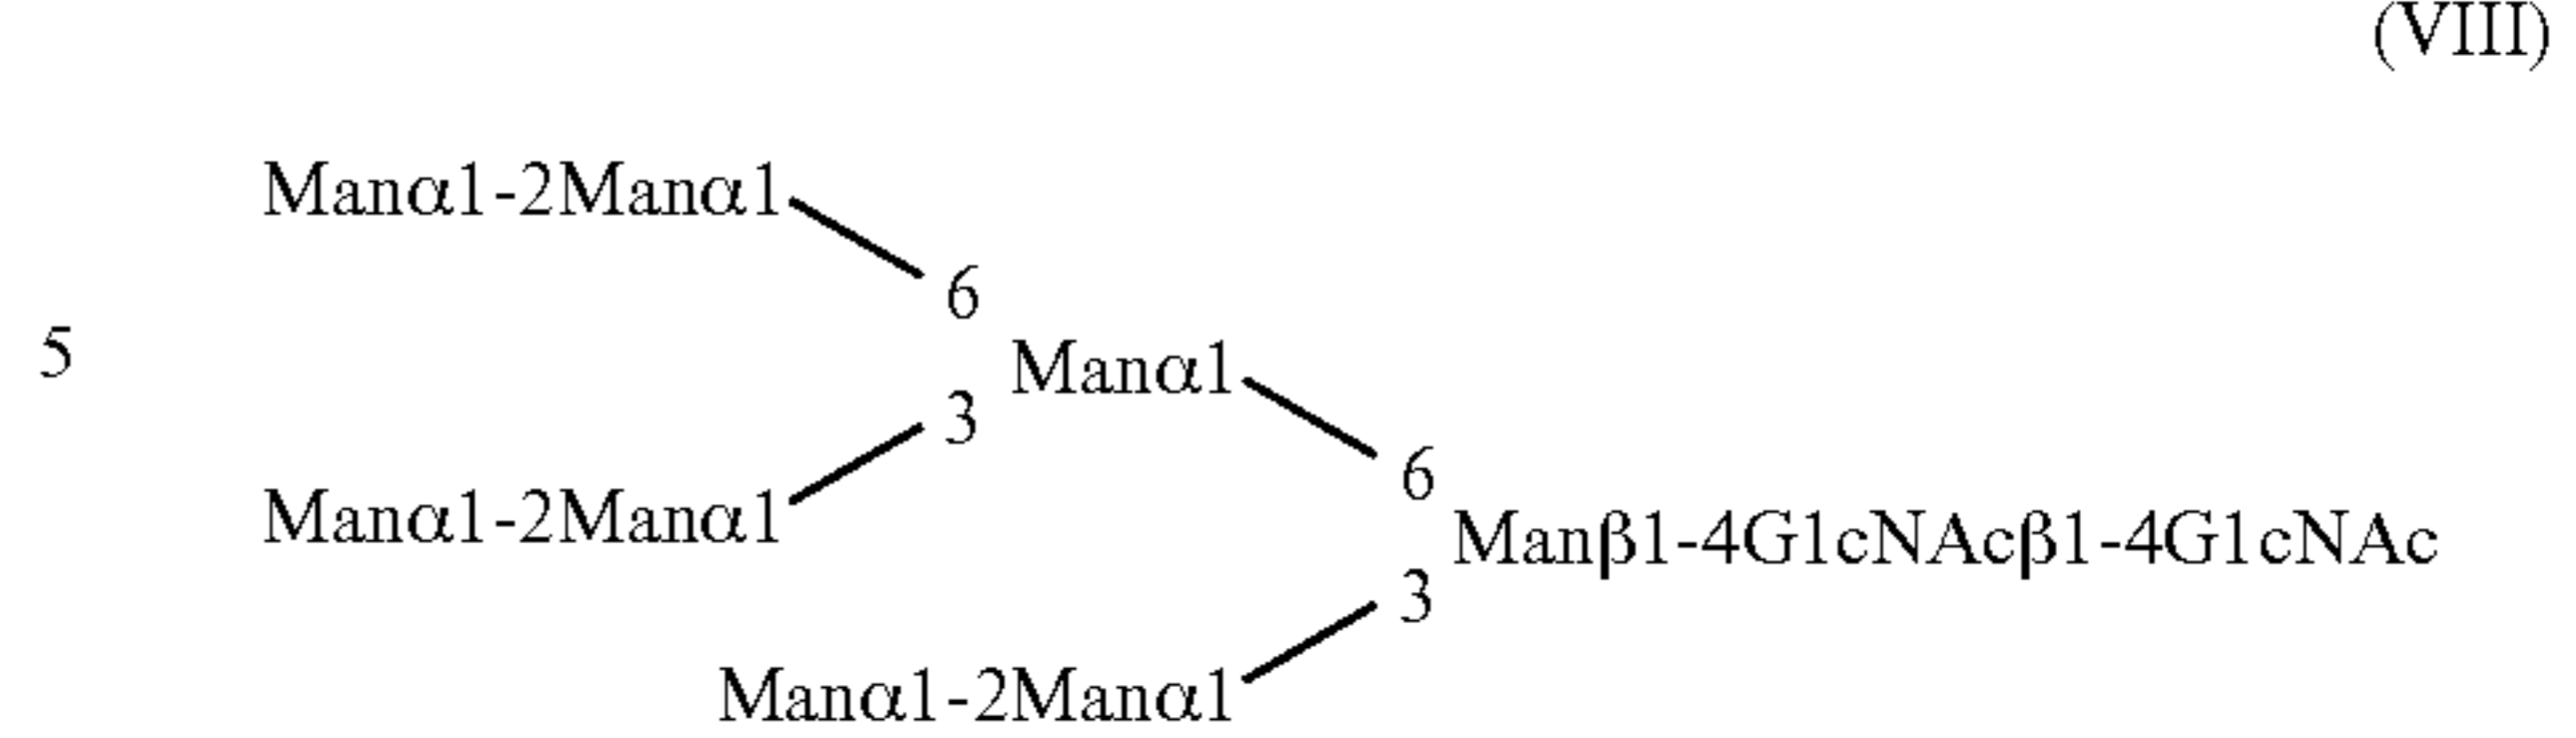 (VIII)
Manα1-2Manα1
6
5
Manα1
3
6
Manα1-2Manα1
Manβ1-4G1cNAcβ1-4G1cNAc
3
Manα1-2Manα1